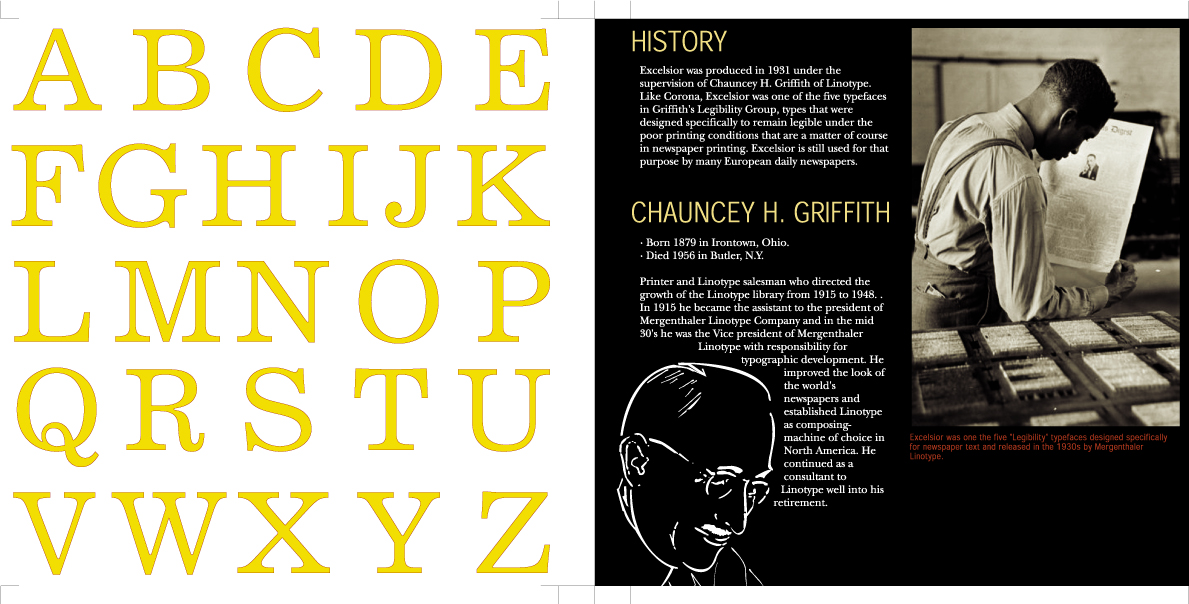 A B C D E
F G H I J K
L M N O P
Q R S T U
V W X Y Z
HISTORY
Excelsior was produced in 1931 under the
supervision of Chauncey H. Griffith of Linotype.
Like Corona, Excelsior was one of the five typefaces
in Griffith's Legibility Group, types that were
designed specifically to remain legible under the
poor printing conditions that are a matter of course
in newspaper printing. Excelsior is still used for that
purpose by many European daily newspapers.
CHAUNCEY H. GRIFFITH
· Born 1879 in Irontown, Ohio.
· Died 1956 in Butler, N.Y.
Printer and Linotype salesman who directed the
growth of the Linotype library from 1915 to 1948. .
In 1915 he became the assistant to the president of
Mergenthaler Linotype Company and in the mid
30's he was the Vice president of Mergenthaler
Linotype with responsibility for
typographic development. He
improved the look of
the world's
newspapers and
established Linotype
as composing-
machine of choice in
North America. He
continued as a
consultant to
Linotype well into his
retirement.
Digest
Excelsior was one the five "Legibility" typefaces designed specifically
for newspaper text and released in the 1930s by Mergenthaler
Linotype.